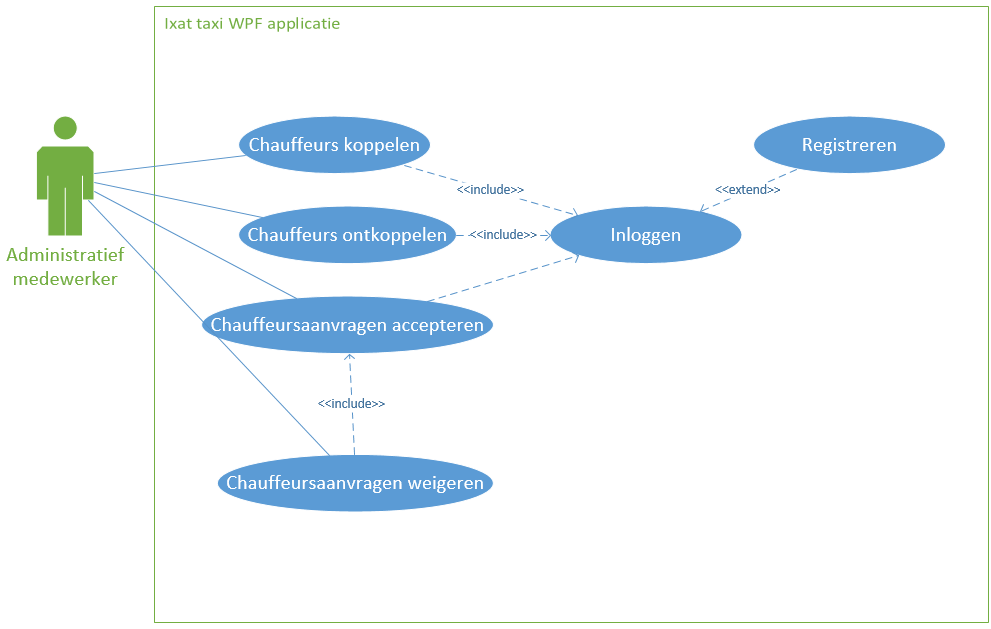 Ixat taxi WPF applicatie
Chauffeurs koppelen
Registreren
<<include>>
<<extend>>
Chauffeurs ontkoppelen
<<include>>
Inloggen
Administratief
medewerker
Chauffeursaanvragen accepteren
<<include>>
Chauffeursaanvragen weigeren